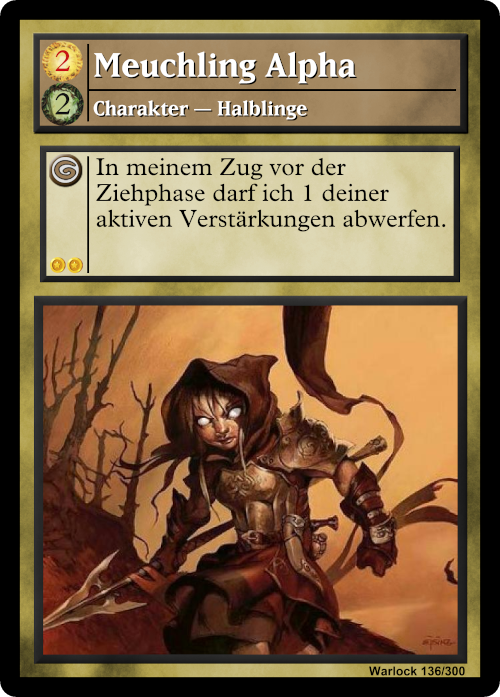 2
Meuchling Alpha
2
Charakter — Halblinge
In meinem Zug vor der
Ziehphase darf ich 1 deiner
aktiven Verstärkungen abwerfen.
Warlock 136/300